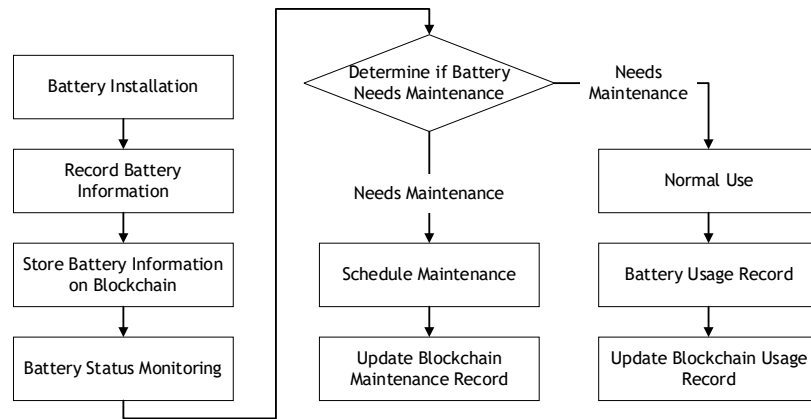 Battery Installation
Record Battery
Information
Store Battery Information
on Blockchain
Battery Status Monitoring
Determine if Battery
Needs Maintenance
Needs Maintenance
Schedule Maintenance
Update Blockchain
Maintenance Record
Needs
Maintenance
Normal Use
Battery Usage Record
Update Blockchain Usage
Record